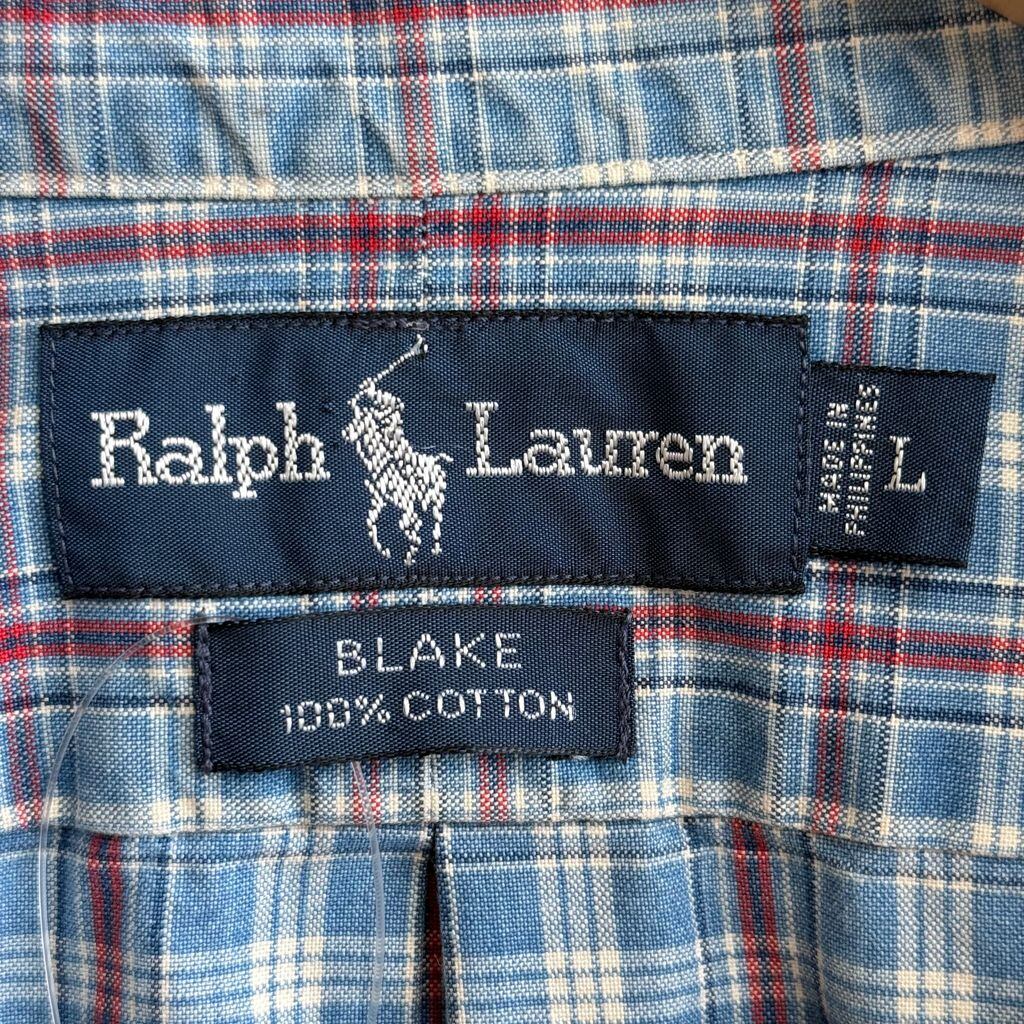 Ralph Lauren
MADE IN
PHILIPPINES
L
BLAKE
100% COTTON